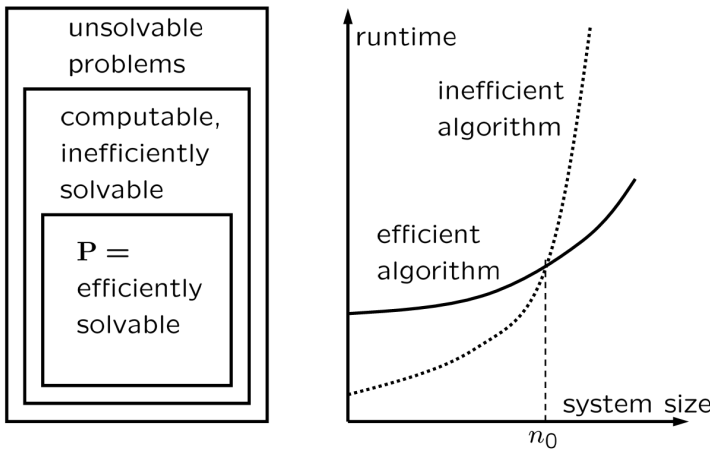 unsolvable
problems
computable,
inefficiently
solvable
P =
efficiently
solvable
runtime
inefficient
algorithm
efficient
algorithm
system size
n₀